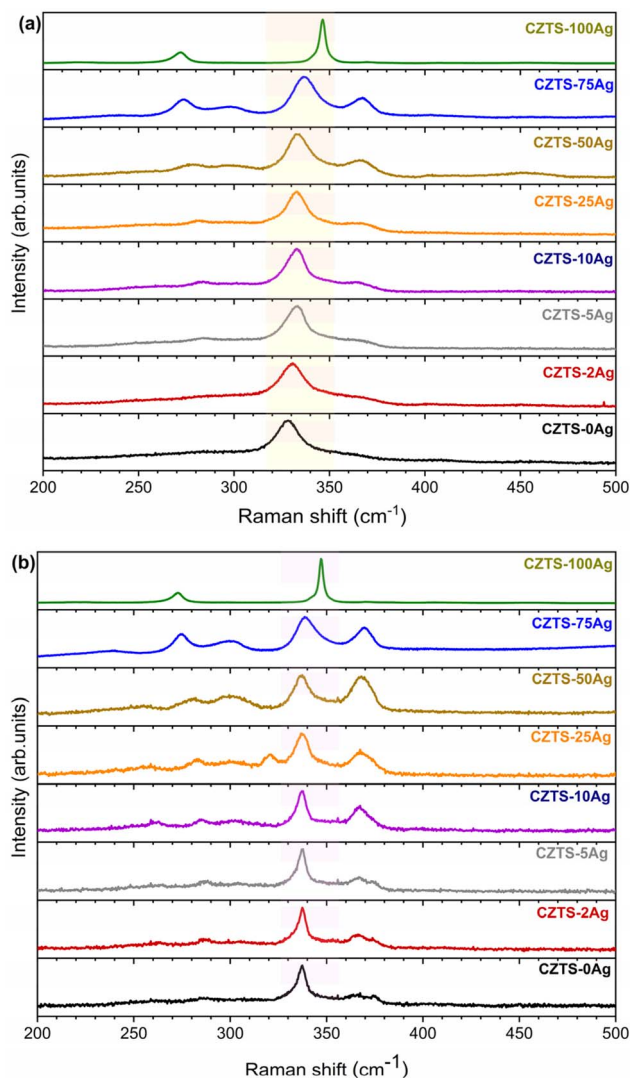 (a)
CZTS-100Ag
CZTS-75Ag
CZTS-50Ag
CZTS-25Ag
CZTS-10Ag
CZTS-5Ag
CZTS-2Ag
CZTS-0Ag
Intensity (arb.units)
200 250 300 350 400 450 500
Raman shift (cm⁻¹)
(b)
CZTS-100Ag
CZTS-75Ag
CZTS-50Ag
CZTS-25Ag
CZTS-10Ag
CZTS-5Ag
CZTS-2Ag
CZTS-0Ag
Intensity (arb.units)
200 250 300 350 400 450 500
Raman shift (cm⁻¹)